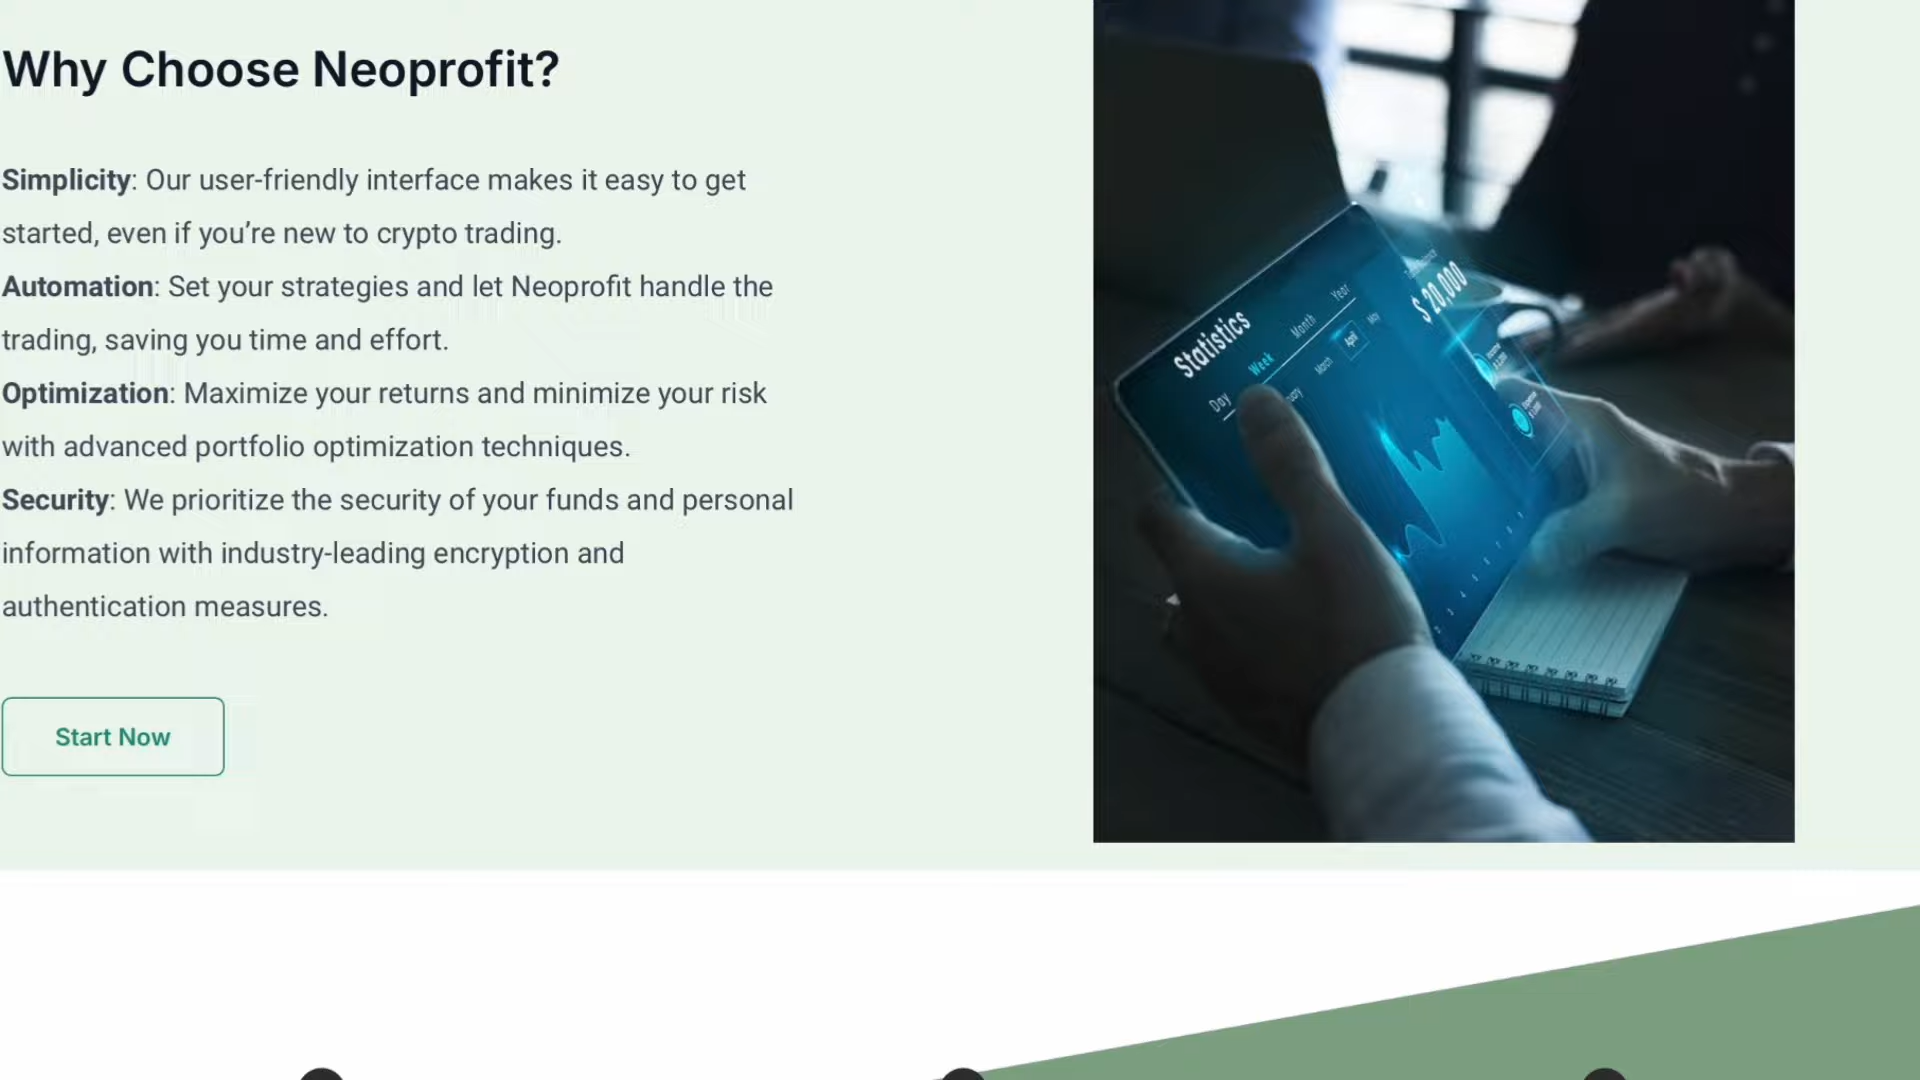 Why Choose Neoprofit?
Simplicity: Our user-friendly interface makes it easy to get
started, even if you’re new to crypto trading.
Automation: Set your strategies and let Neoprofit handle the
trading, saving you time and effort.
Optimization: Maximize your returns and minimize your risk
with advanced portfolio optimization techniques.
Security: We prioritize the security of your funds and personal
information with industry-leading encryption and
authentication measures.
Start Now
Statistics
Day Week Month Year
March April May
$ 20,000